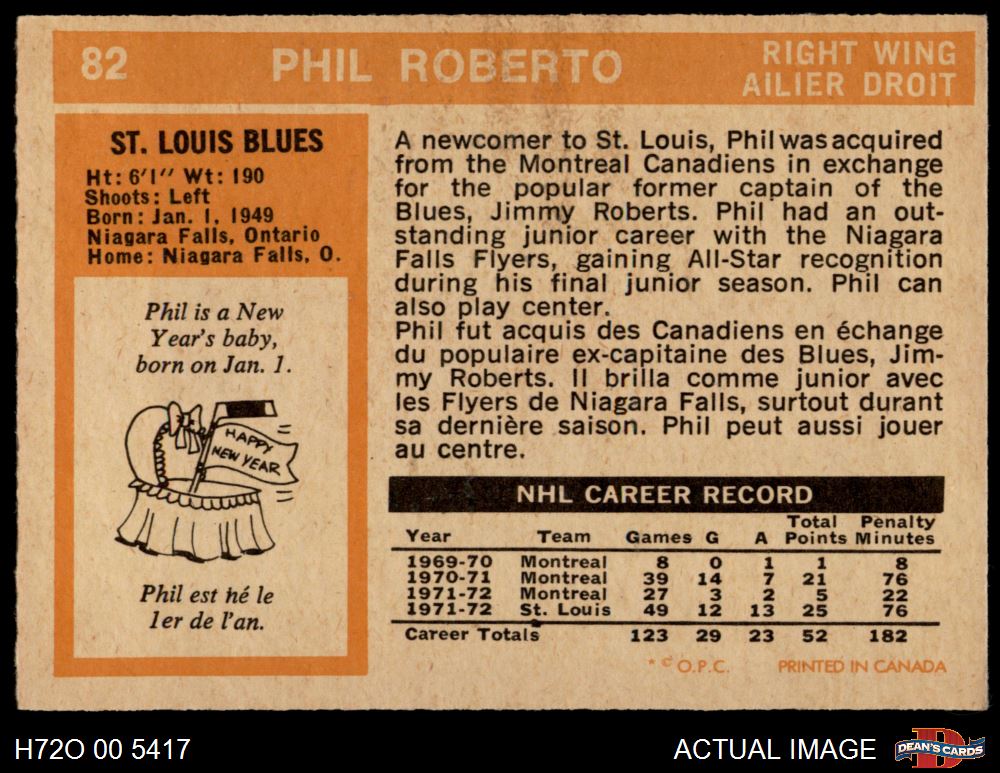 82 PHIL ROBERTO RIGHT WING
AILIER DROIT
ST. LOUIS BLUES
Ht: 6'1" Wt: 190
Shoots: Left
Born: Jan. 1, 1949
Niagara Falls, Ontario
Home: Niagara Falls, O.
Phil is a New
Year's baby,
born on Jan. 1.
HAPPY
NEW YEAR
Phil est né le
1er de l'an.
A newcomer to St. Louis, Phil was acquired
from the Montreal Canadiens in exchange
for the popular former captain of the
Blues, Jimmy Roberts. Phil had an out-
standing junior career with the Niagara
Falls Flyers, gaining All-Star recognition
during his final junior season. Phil can
also play center.
Phil fut acquis des Canadiens en échange
du populaire ex-capitaine des Blues, Jim-
my Roberts. Il brilla comme junior avec
les Flyers de Niagara Falls, surtout durant
sa dernière saison. Phil peut aussi jouer
au centre.
NHL CAREER RECORD
Total Penalty
Year Team Games G A Points Minutes
1969-70 Montreal 8 0 1 1 8
1970-71 Montreal 39 14 7 21 76
1971-72 Montreal 27 3 2 5 22
1971-72 St. Louis 49 12 13 25 76
Career Totals 123 29 23 52 182
* © O.P.C. PRINTED IN CANADA
H72O 00 5417 ACTUAL IMAGE DEAN'S CARDS